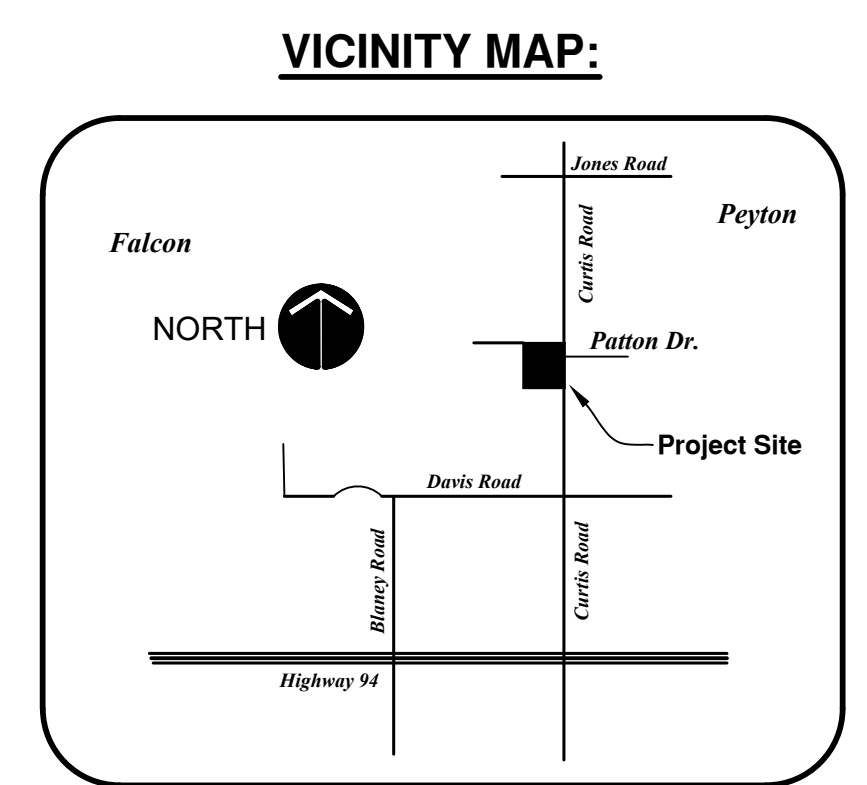 VICINITY MAP:
Jones Road
Peyton
Falcon
Curtis Road
NORTH
Patton Dr.
Project Site
Davis Road
Blaney Road
Curtis Road
Highway 94